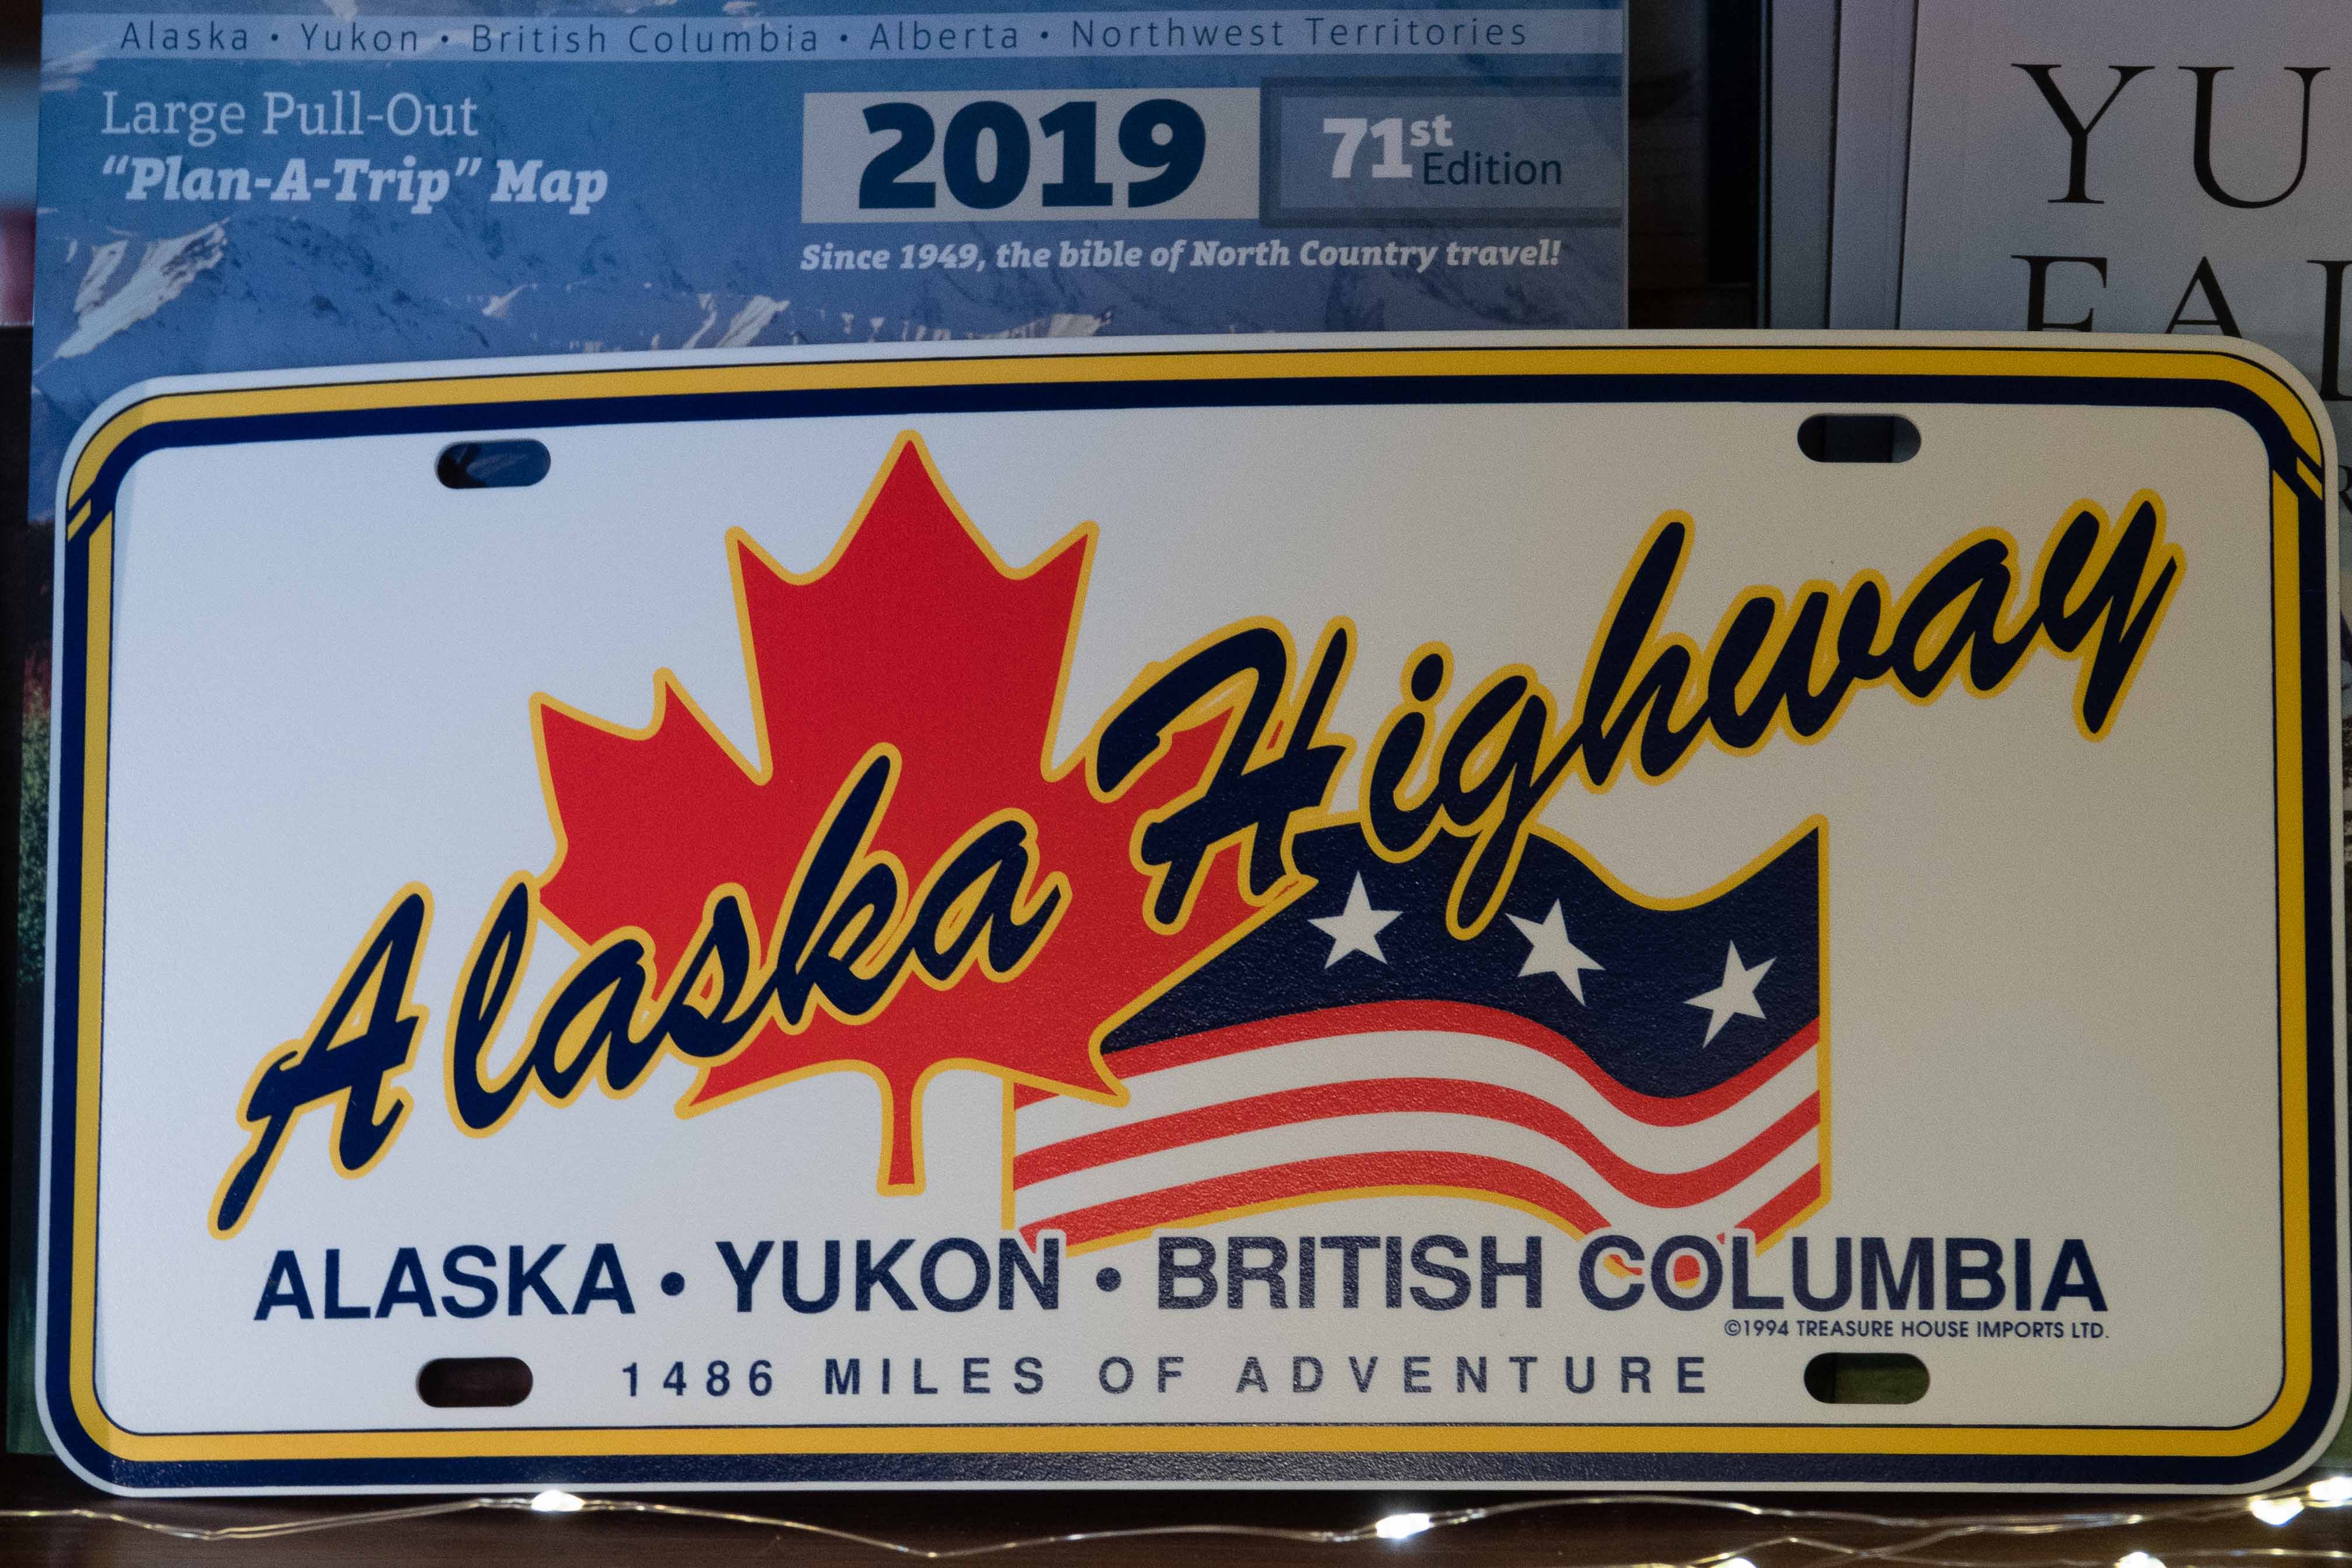 Alaska • Yukon • British Columbia • Alberta • Northwest Territories
Large Pull-Out
“Plan-A-Trip” Map
2019
71st Edition
Since 1949, the bible of North Country travel!
YU
FAL
Alaska Highway
ALASKA • YUKON • BRITISH COLUMBIA
©1994 TREASURE HOUSE IMPORTS LTD.
1486 MILES OF ADVENTURE